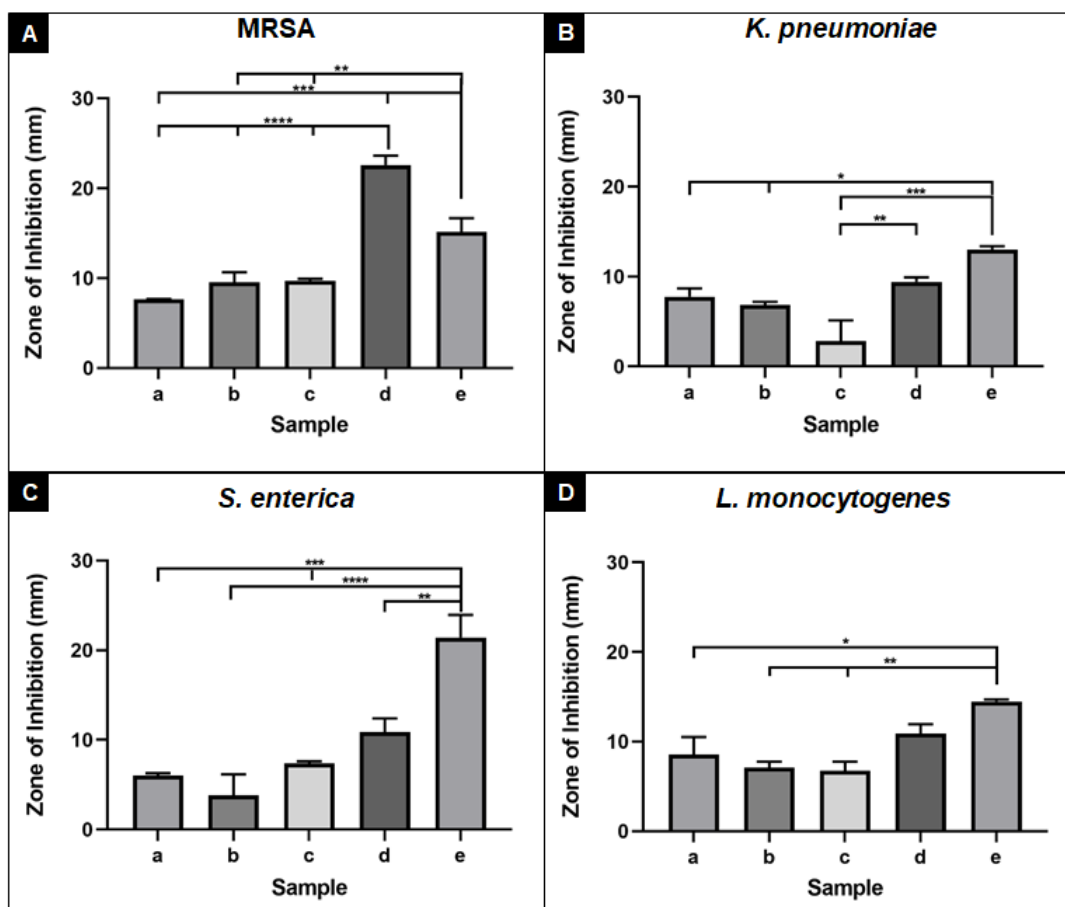 A
MRSA
**
***
****
Zone of Inhibition (mm)
30
20
10
0
a b c d e
Sample
B
K. pneumoniae
*
***
**
Zone of Inhibition (mm)
30
20
10
0
a b c d e
Sample
C
S. enterica
***
****
**
Zone of Inhibition (mm)
30
20
10
0
a b c d e
Sample
D
L. monocytogenes
*
**
Zone of Inhibition (mm)
30
20
10
0
a b c d e
Sample